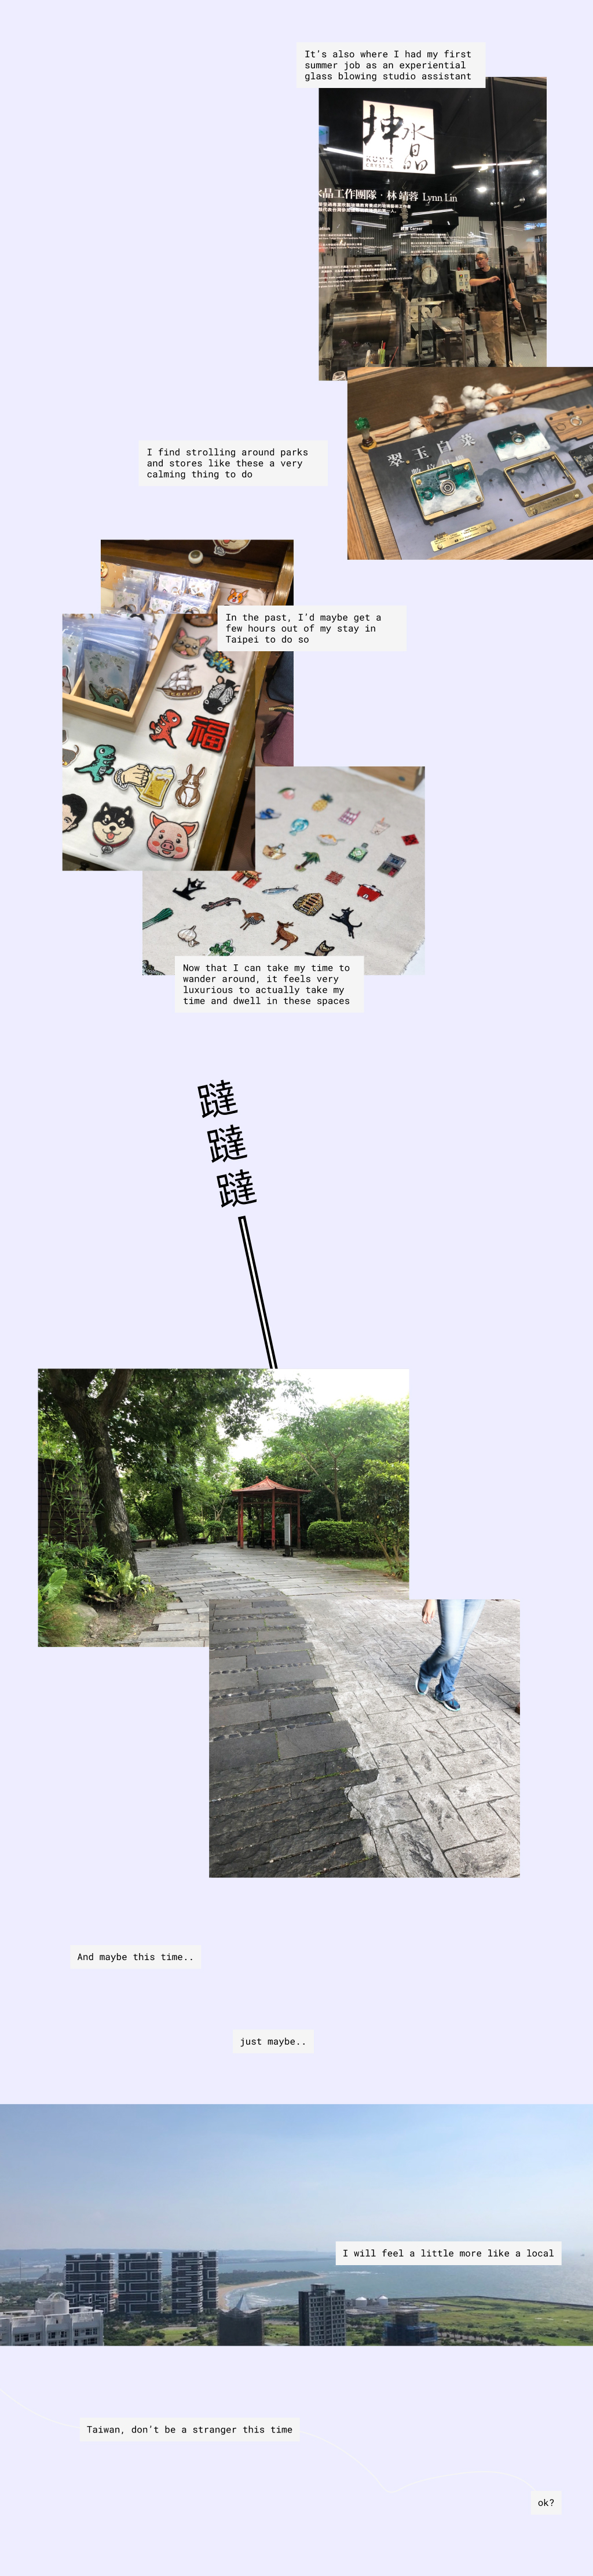 It's also where I had my first
summer job as an experiential
glass blowing studio assistant
坤水晶
KUN'S
CRYSTAL
水晶工作團隊·林靖蓉 Lynn Lin
I find strolling around parks
and stores like these a very
calming thing to do
翠玉白菜
In the past, I'd maybe get a
few hours out of my stay in
Taipei to do so
福
Now that I can take my time to
wander around, it feels very
luxurious to actually take my
time and dwell in these spaces
躂
躂
躂
And maybe this time..
just maybe..
I will feel a little more like a local
Taiwan, don't be a stranger this time
ok?